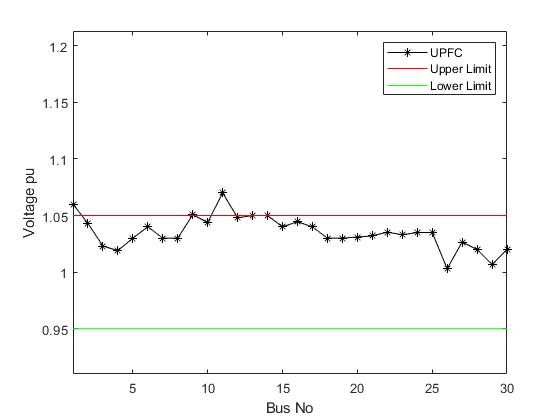 UPFC
Upper Limit
Lower Limit
1.2
1.15
1.1
1.05
1
0.95
Voltage pu
5 10 15 20 25 30
Bus No